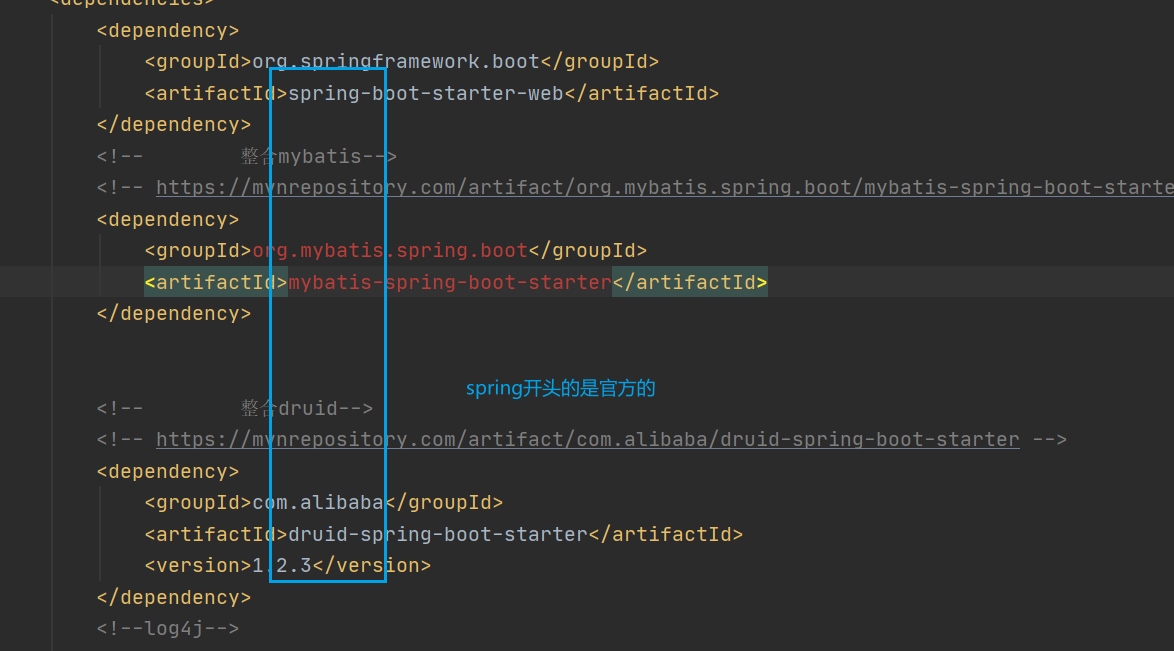 <dependencies>
<dependency>
<groupId>org.springframework.boot</groupId>
<artifactId>spring-boot-starter-web</artifactId>
</dependency>
<!-- 整合mybatis-->
<!-- https://mvnrepository.com/artifact/org.mybatis.spring.boot/mybatis-spring-boot-starte
<dependency>
<groupId>org.mybatis.spring.boot</groupId>
<artifactId>mybatis-spring-boot-starter</artifactId>
</dependency>
spring开头的是官方的
<!-- 整合druid-->
<!-- https://mvnrepository.com/artifact/com.alibaba/druid-spring-boot-starter -->
<dependency>
<groupId>com.alibaba</groupId>
<artifactId>druid-spring-boot-starter</artifactId>
<version>1.2.3</version>
</dependency>
<!--log4j-->